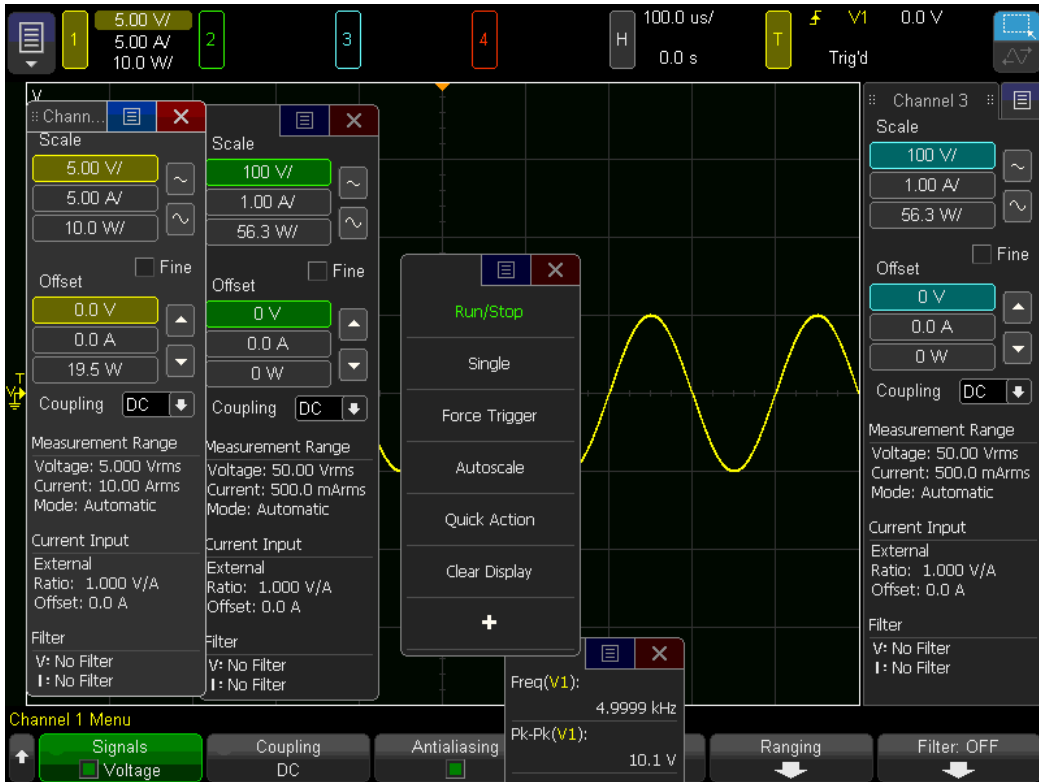 1
5.00 V/
5.00 A/
10.0 W/
2
3
4
H
100.0 us/
0.0 s
T
V1
0.0 V
Trig'd
V
T
V
Chann...
Scale
5.00 V/
5.00 A/
10.0 W/
Fine
Offset
0.0 V
0.0 A
19.5 W
Coupling DC
Measurement Range
Voltage: 5.000 Vrms
Current: 10.00 Arms
Mode: Automatic
Current Input
External
Ratio: 1.000 V/A
Offset: 0.0 A
Filter
V: No Filter
I: No Filter
Scale
100 V/
1.00 A/
56.3 W/
Fine
Offset
0 V
0.0 A
0 W
Coupling DC
Measurement Range
Voltage: 50.00 Vrms
Current: 500.0 mArms
Mode: Automatic
Current Input
External
Ratio: 1.000 V/A
Offset: 0.0 A
Filter
V: No Filter
I: No Filter
Run/Stop
Single
Force Trigger
Autoscale
Quick Action
Clear Display
+
Freq(V1):
4.9999 kHz
Pk-Pk(V1):
10.1 V
Channel 3
Scale
100 V/
1.00 A/
56.3 W/
Fine
Offset
0 V
0.0 A
0 W
Coupling DC
Measurement Range
Voltage: 50.00 Vrms
Current: 500.0 mArms
Mode: Automatic
Current Input
External
Ratio: 1.000 V/A
Offset: 0.0 A
Filter
V: No Filter
I: No Filter
Channel 1 Menu
Signals
Voltage
Coupling
DC
Antialiasing
Ranging
Filter: OFF